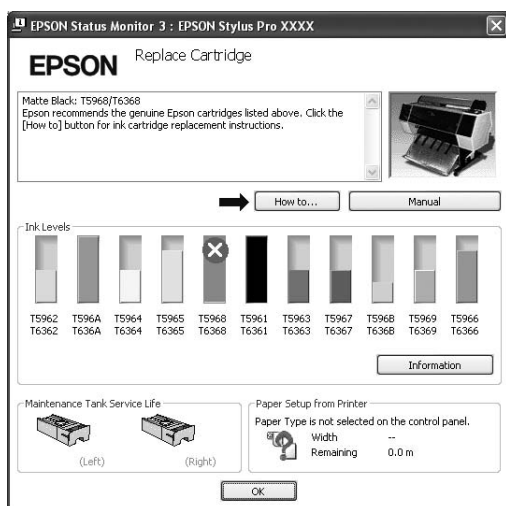 EPSON Status Monitor 3 : EPSON Stylus Pro XXXX
EPSON
Replace Cartridge
Matte Black: T5968/T6368
Epson recommends the genuine Epson cartridges listed above. Click the
[How to] button for ink cartridge replacement instructions.
How to...
Manual
Ink Levels
T5962 T596A T5964 T5965 T5968 T5961 T5963 T5967 T596B T5969 T5966
T6362 T636A T6364 T6365 T6368 T6361 T6363 T6367 T636B T6369 T6366
Information
Maintenance Tank Service Life
(Left) (Right)
Paper Setup from Printer
Paper Type is not selected on the control panel.
Width --
Remaining 0.0 m
OK